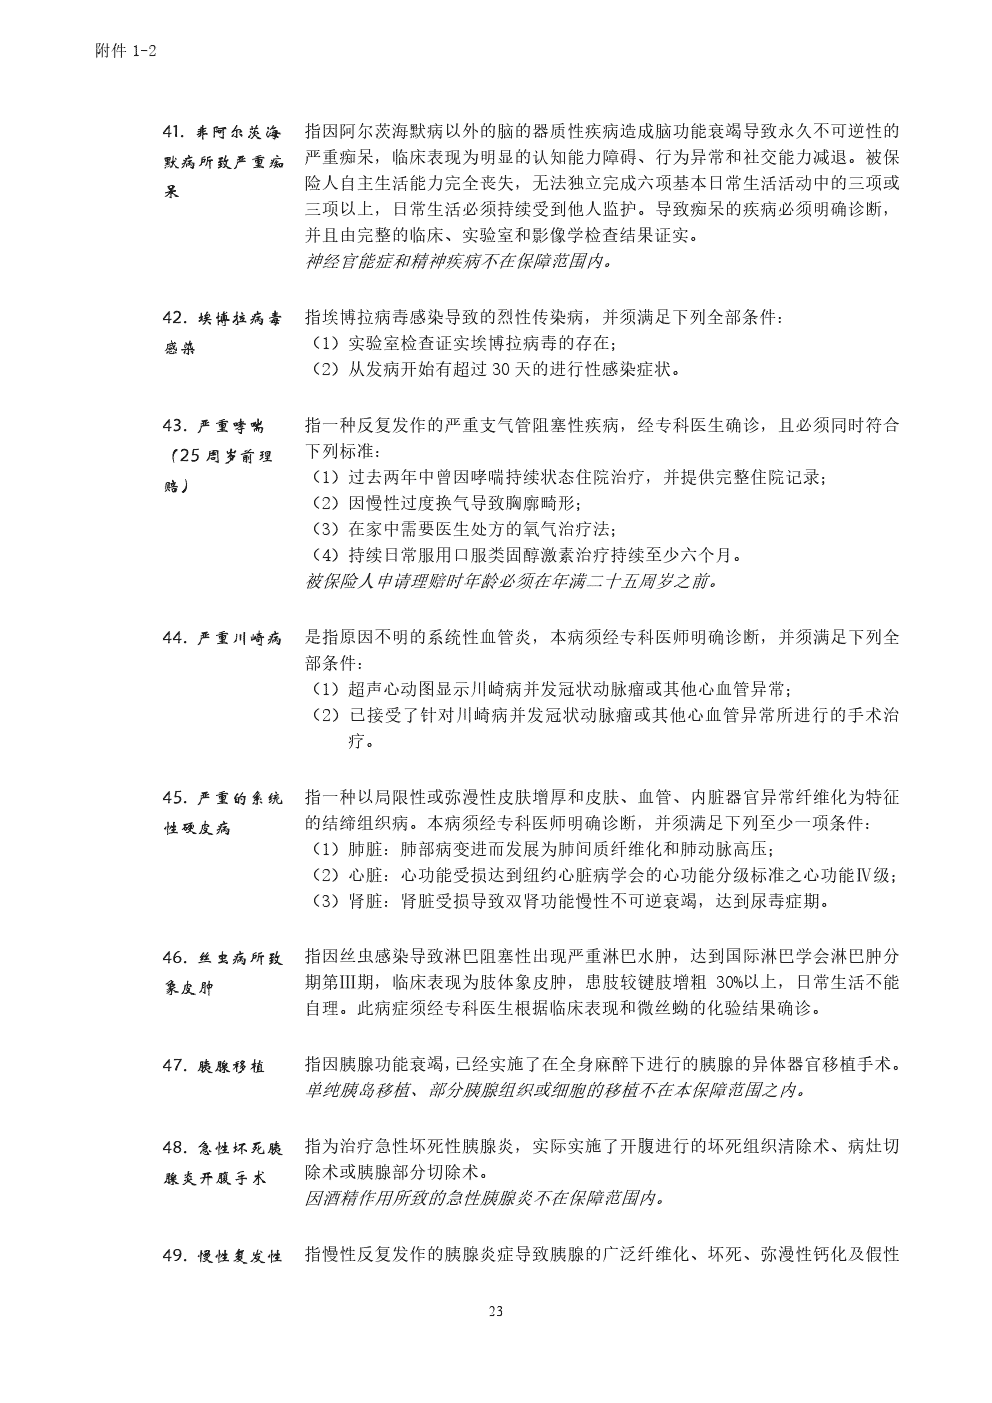 附件 1-2
41. 非阿尔茨海
默病所致严重痴
呆
指因阿尔茨海默病以外的脑的器质性疾病造成脑功能衰竭导致永久不可逆性的
严重痴呆，临床表现为明显的认知能力障碍、行为异常和社交能力减退。被保
险人自主生活能力完全丧失，无法独立完成六项基本日常生活活动中的三项或
三项以上，日常生活必须持续受到他人监护。导致痴呆的疾病必须明确诊断，
并且由完整的临床、实验室和影像学检查结果证实。
神经官能症和精神疾病不在保障范围内。
42. 埃博拉病毒
感染
指埃博拉病毒感染导致的烈性传染病，并须满足下列全部条件：
（1）实验室检查证实埃博拉病毒的存在；
（2）从发病开始有超过 30 天的进行性感染症状。
43. 严重哮喘
（25 周岁前理
赔）
指一种反复发作的严重支气管阻塞性疾病，经专科医生确诊，且必须同时符合
下列标准：
（1）过去两年中曾因哮喘持续状态住院治疗，并提供完整住院记录；
（2）因慢性过度换气导致胸廓畸形；
（3）在家中需要医生处方的氧气治疗法；
（4）持续日常服用口服类固醇激素治疗持续至少六个月。
被保险人申请理赔时年龄必须在年满二十五周岁之前。
44. 严重川崎病
是指原因不明的系统性血管炎，本病须经专科医师明确诊断，并须满足下列全
部条件：
（1）超声心动图显示川崎病并发冠状动脉瘤或其他心血管异常；
（2）已接受了针对川崎病并发冠状动脉瘤或其他心血管异常所进行的手术治
疗。
45. 严重的系统
性硬皮病
指一种以局限性或弥漫性皮肤增厚和皮肤、血管、内脏器官异常纤维化为特征
的结缔组织病。本病须经专科医师明确诊断，并须满足下列至少一项条件：
（1）肺脏：肺部病变进而发展为肺间质纤维化和肺动脉高压；
（2）心脏：心功能受损达到纽约心脏病学会的心功能分级标准之心功能Ⅳ级；
（3）肾脏：肾脏受损导致双肾功能慢性不可逆衰竭，达到尿毒症期。
46. 丝虫病所致
象皮肿
指因丝虫感染导致淋巴阻塞性出现严重淋巴水肿，达到国际淋巴学会淋巴肿分
期第Ⅲ期，临床表现为肢体象皮肿，患肢较键肢增粗 30%以上，日常生活不能
自理。此病症须经专科医生根据临床表现和微丝蚴的化验结果确诊。
47. 胰腺移植
指因胰腺功能衰竭，已经实施了在全身麻醉下进行的胰腺的异体器官移植手术。
单纯胰岛移植、部分胰腺组织或细胞的移植不在本保障范围之内。
48. 急性坏死胰
腺炎开腹手术
指为治疗急性坏死性胰腺炎，实际实施了开腹进行的坏死组织清除术、病灶切
除术或胰腺部分切除术。
因酒精作用所致的急性胰腺炎不在保障范围内。
49. 慢性复发性
指慢性反复发作的胰腺炎症导致胰腺的广泛纤维化、坏死、弥漫性钙化及假性
23